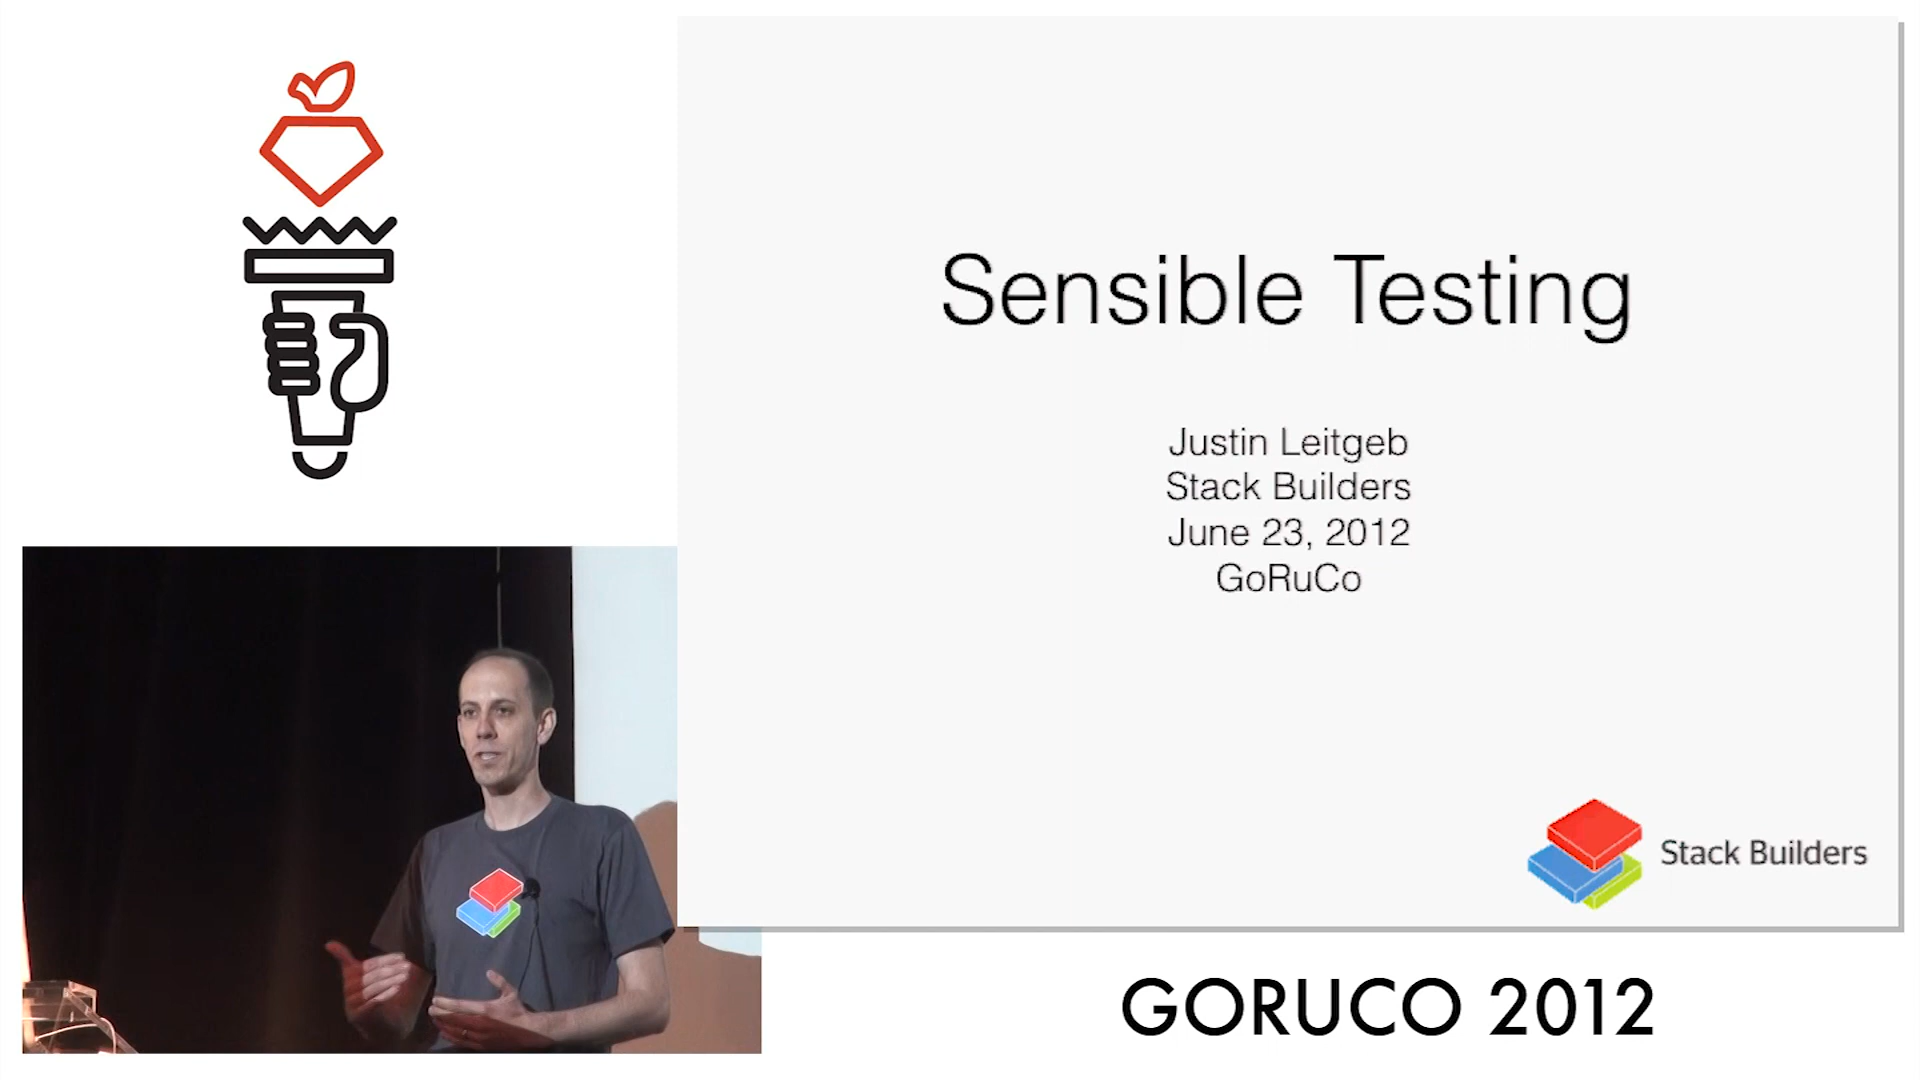 Sensible Testing
Justin Leitgeb
Stack Builders
June 23, 2012
GoRuCo
Stack Builders
GORUCO 2012